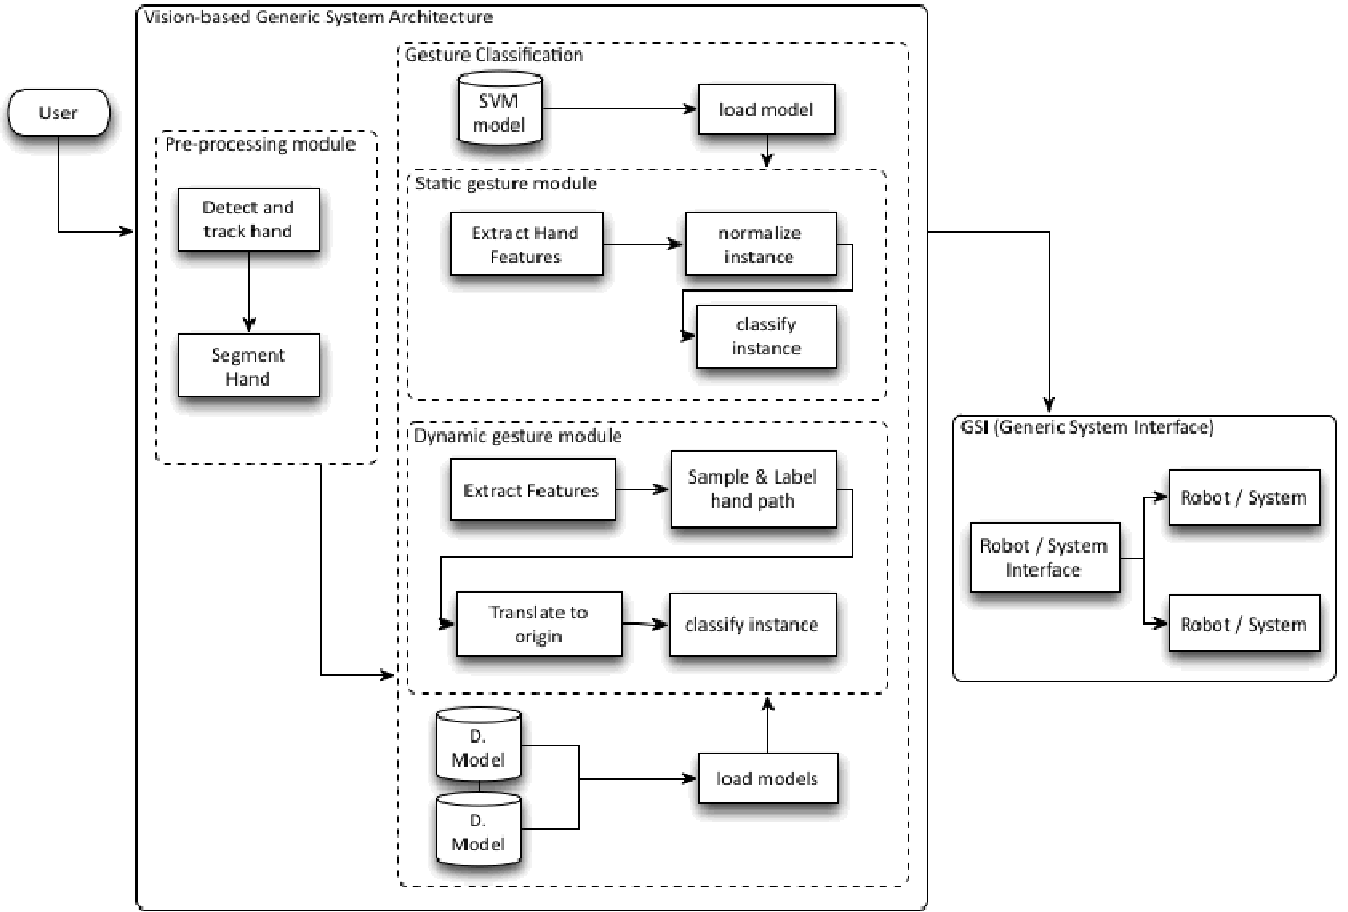 Vision-based Generic System Architecture
User
Pre-processing module
Detect and
track hand
Segment
Hand
Gesture Classification
SVM
model
load model
Static gesture module
Extract Hand
Features
normalize
instance
classify
instance
Dynamic gesture module
Extract Features
Sample & Label
hand path
Translate to
origin
classify instance
D.
Model
D.
Model
load models
GSI (Generic System Interface)
Robot / System
Interface
Robot / System
Robot / System